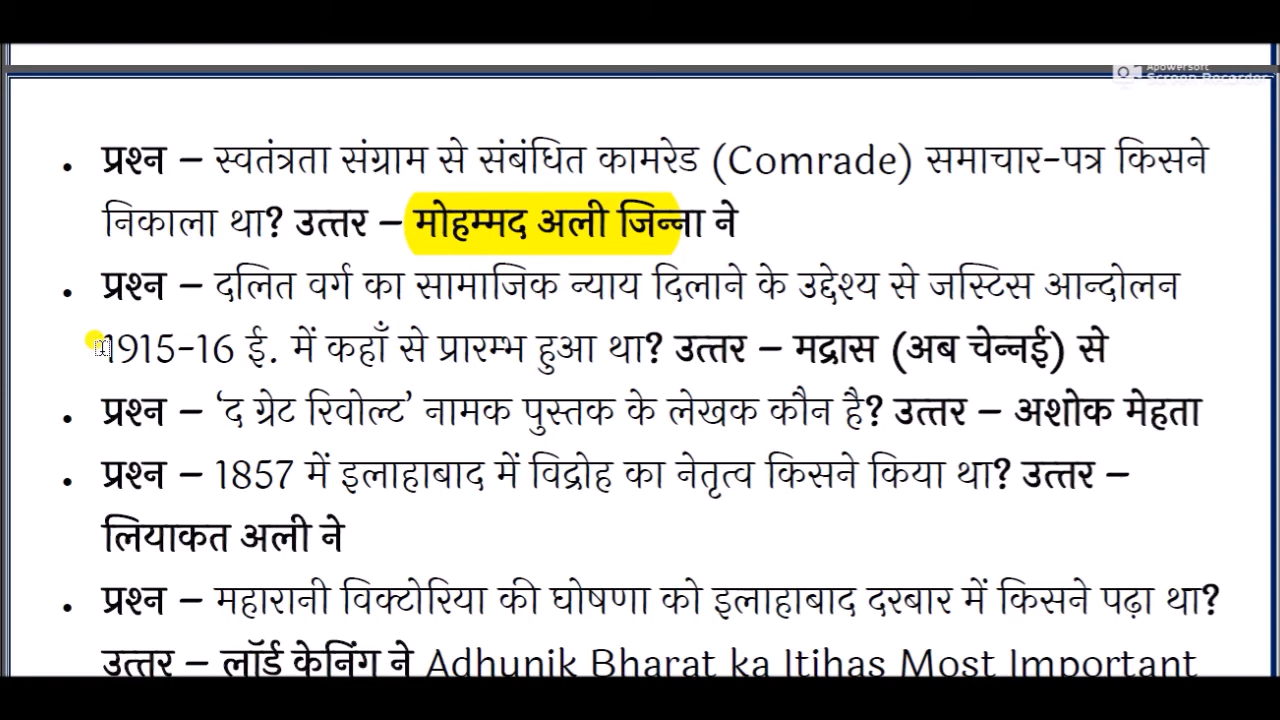 Apowersoft
Screen Recorder
• प्रश्न – स्वतंत्रता संग्राम से संबंधित कामरेड (Comrade) समाचार-पत्र किसने
निकाला था? उत्तर – मोहम्मद अली जिन्ना ने
• प्रश्न – दलित वर्ग का सामाजिक न्याय दिलाने के उद्देश्य से जस्टिस आन्दोलन
1915-16 ई. में कहाँ से प्रारम्भ हुआ था? उत्तर – मद्रास (अब चेन्नई) से
• प्रश्न – ‘द ग्रेट रिवोल्ट’ नामक पुस्तक के लेखक कौन है? उत्तर – अशोक मेहता
• प्रश्न – 1857 में इलाहाबाद में विद्रोह का नेतृत्व किसने किया था? उत्तर –
लियाकत अली ने
• प्रश्न – महारानी विक्टोरिया की घोषणा को इलाहाबाद दरबार में किसने पढ़ा था?
उत्तर – लॉर्ड केनिंग ने Adhunik Bharat ka Itihas Most Important